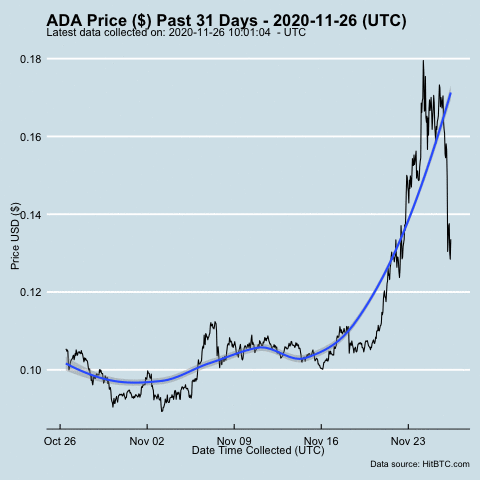 ADA Price ($) Past 31 Days - 2020-11-26 (UTC)
Latest data collected on: 2020-11-26 10:01:04  - UTC
0.18
0.16
0.14
0.12
0.10
Price USD ($)
Oct 26
Nov 02
Nov 09
Nov 16
Nov 23
Date Time Collected (UTC)
Data source: HitBTC.com